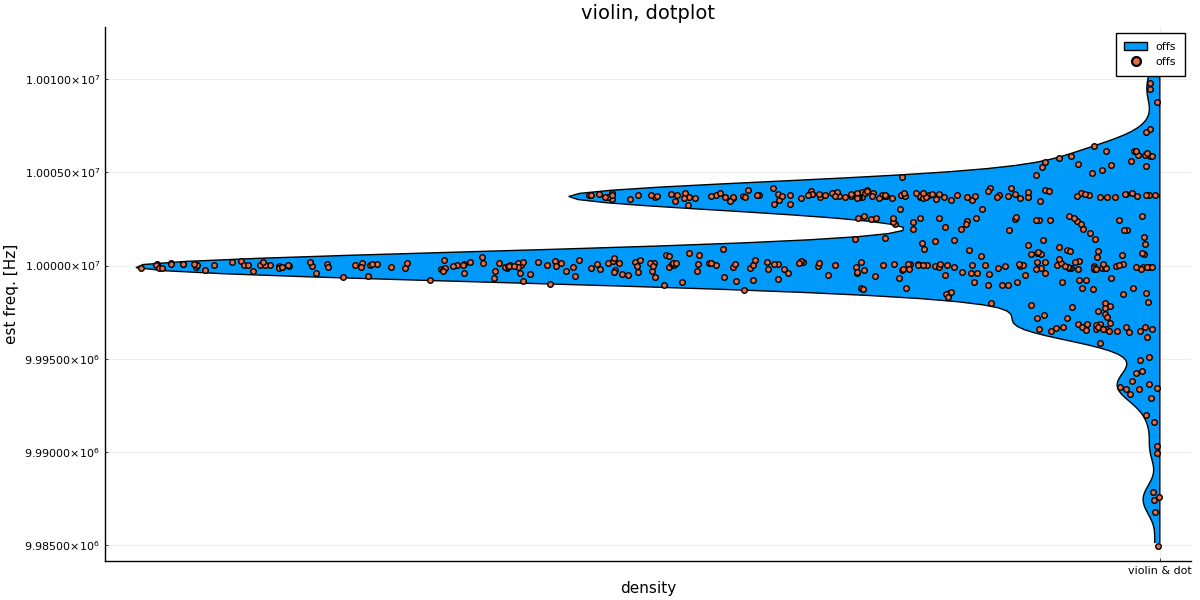 violin, dotplot
offs
offs
1.00100×10⁷
1.00050×10⁷
1.00000×10⁷
9.99500×10⁶
9.99000×10⁶
9.98500×10⁶
est freq. [Hz]
violin & dot
density